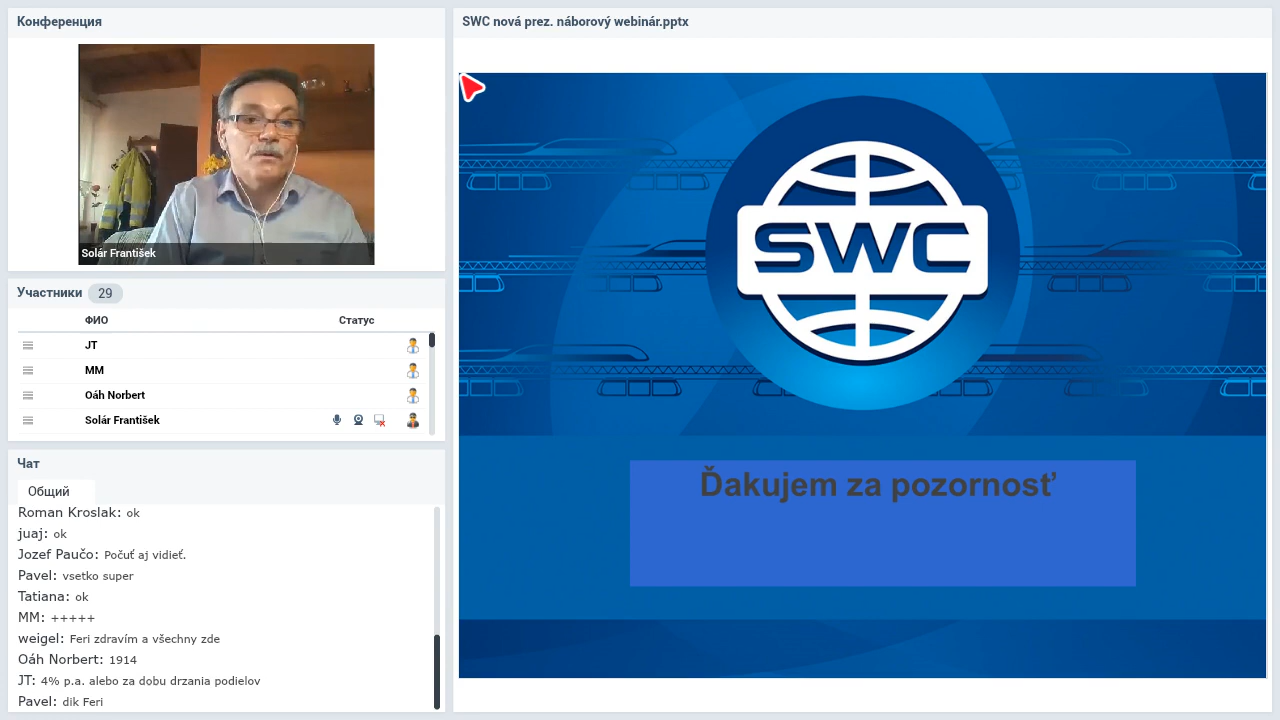 Конференция
Solár František
Участники 29
ФИО Статус
JT
MM
Oáh Norbert
Solár František
Чат
Общий
Roman Kroslak: ok
juaj: ok
Jozef Paučo: Počuť aj vidieť.
Pavel: vsetko super
Tatiana: ok
MM: +++++
weigel: Feri zdravím a všechny zde
Oáh Norbert: 1914
JT: 4% p.a. alebo za dobu drzania podielov
Pavel: dik Feri
SWC nová prez. náborový webinár.pptx
SWC
Ďakujem za pozornosť